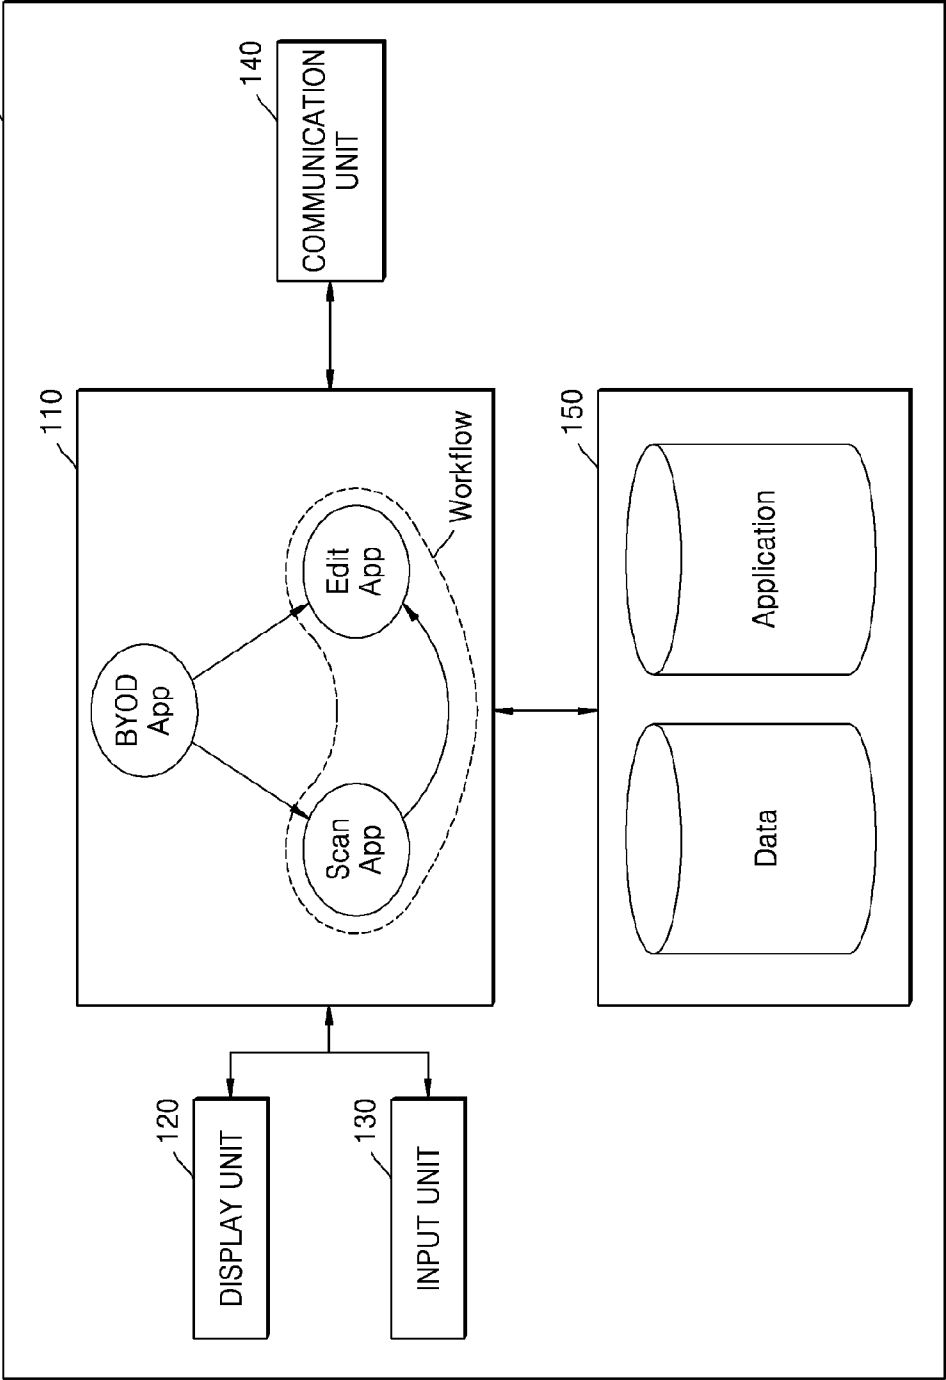 110
BYOD
App
120
DISPLAY UNIT
140
COMMUNICATION
UNIT
Scan
App
Edit
App
130
INPUT UNIT
Workflow
150
Data
Application